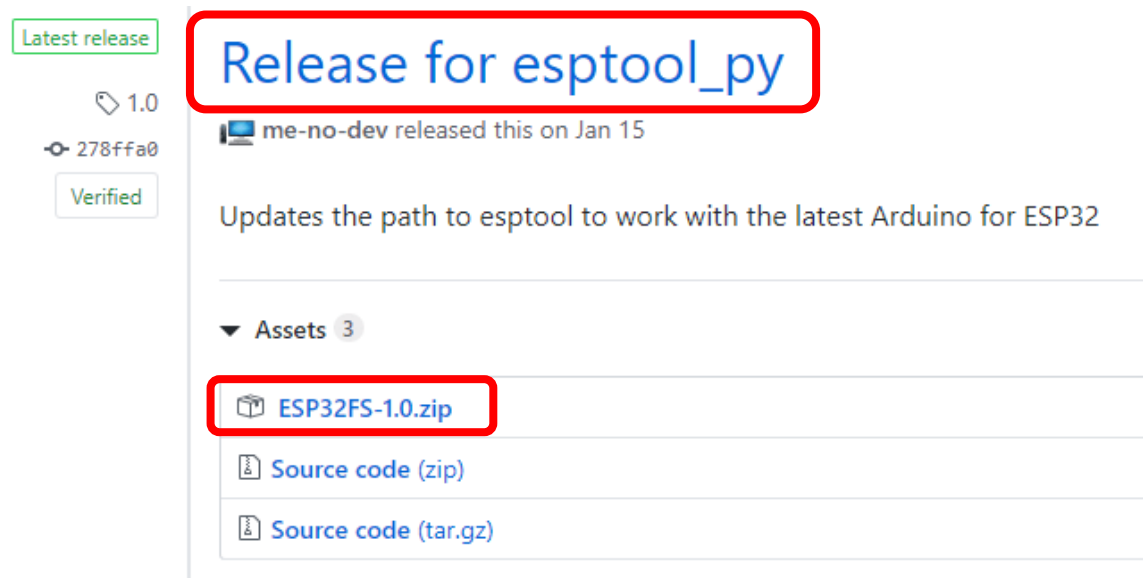 Latest release
1.0
278ffa0
Verified
Release for esptool_py
me-no-dev released this on Jan 15
Updates the path to esptool to work with the latest Arduino for ESP32
Assets 3
ESP32FS-1.0.zip
Source code (zip)
Source code (tar.gz)